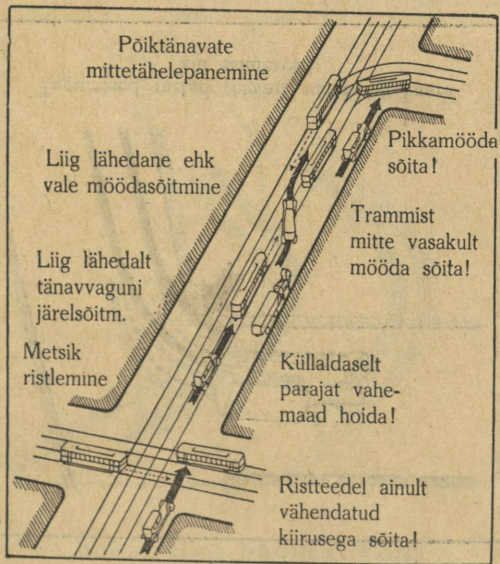 Põiktänavate
mittetähelepanemine
Liig lähedane ehk
vale möödasõitmine
Liig lähedalt
tänavvaguni
järelsõitm.
Metsik
ristlemine
Pikkamööda
sõita!
Trammist
mitte vasakult
mööda sõita!
Küllaldaselt
parajat vahe-
maad hoida!
Ristteedel ainult
vähendatud
kiirusega sõita!